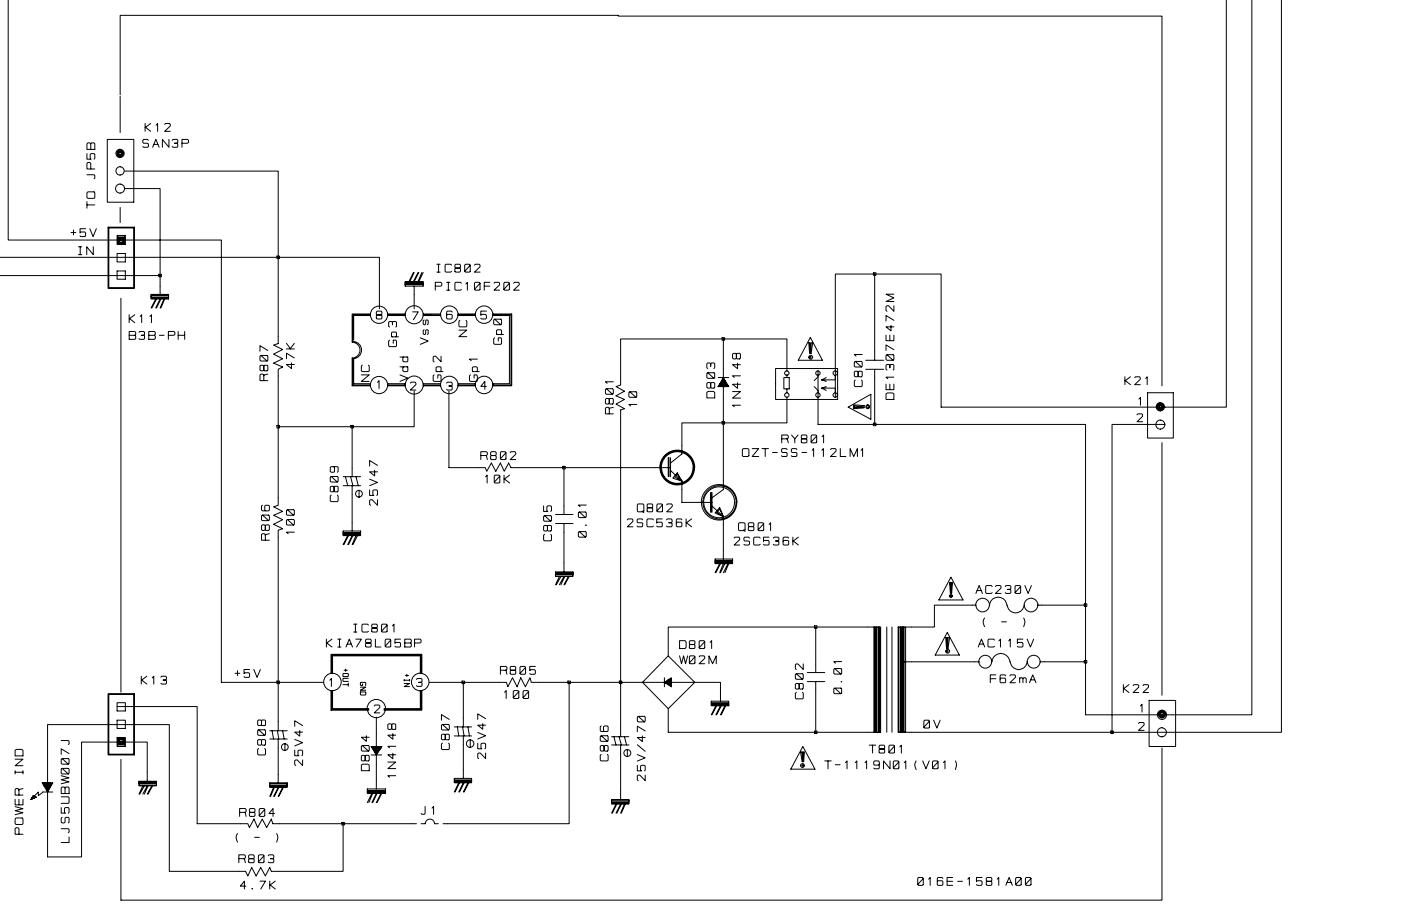 K12
SAN3P
TO JP5B
+5V
IN
K11
B3B-PH
IC802
PIC10F202
8
7
6
5
Gp3
Vss
NC
Gp0
NC
Vdd
Gp2
Gp1
1
2
3
4
R807
47K
R801
10
D803
1N4148
C801
DE1307E472M
K21
1
2
RY801
OZT-SS-112LM1
C809
25V47
R802
10K
R806
100
C805
0.01
Q802
2SC536K
Q801
2SC536K
IC801
KIA78L05BP
+5V
1
+OUT
GND
+IN
3
2
R805
100
D801
W02M
C802
0.01
AC230V
( - )
AC115V
F62mA
K22
1
2
0V
T801
T-1119N01(V01)
K13
C808
25V47
D804
1N4148
C807
25V47
C806
25V/470
POWER IND
LJS5UBW007J
R804
( - )
J1
R803
4.7K
016E-1581A00